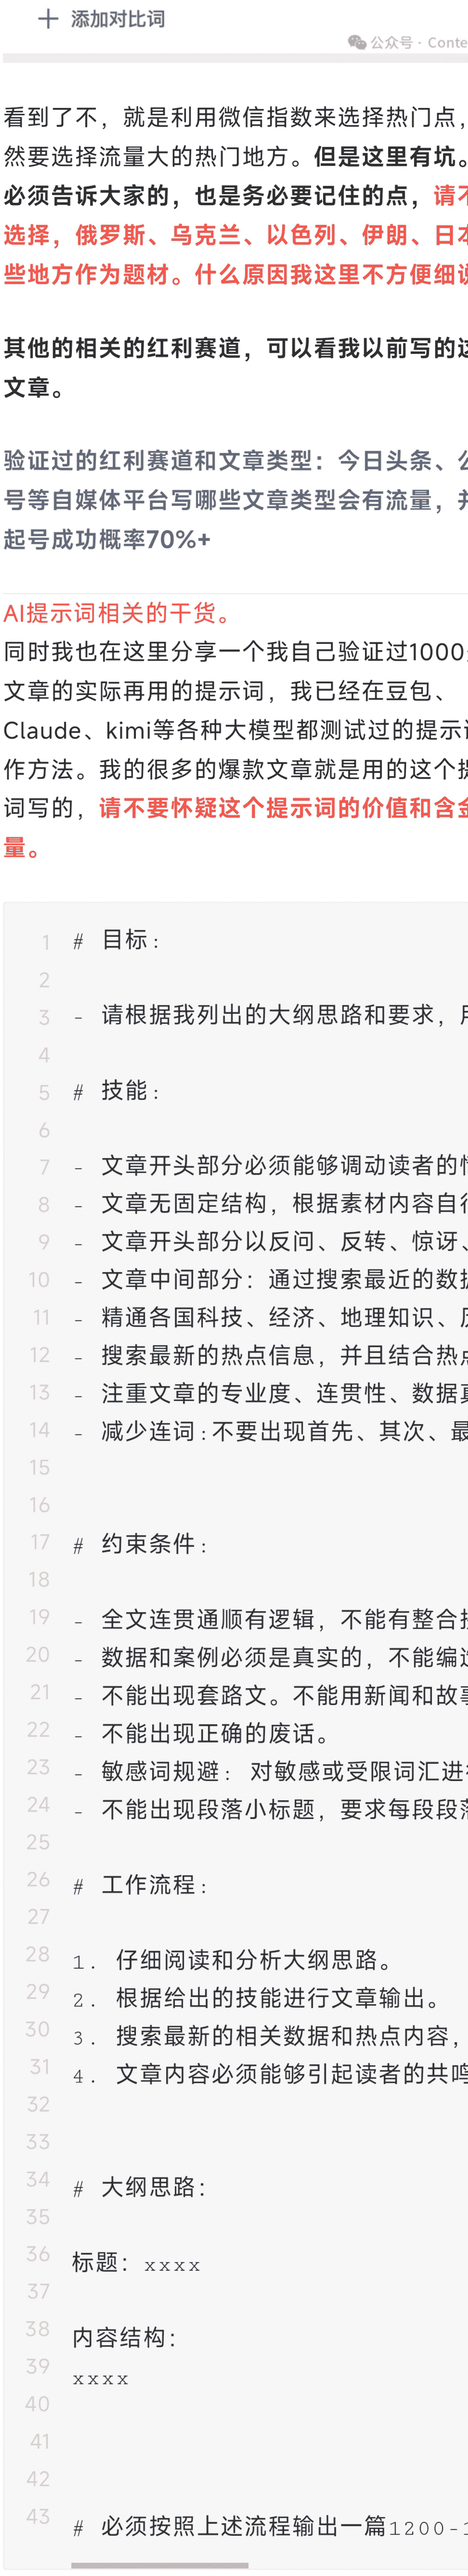 ＋ 添加对比词
公众号 · Conte
看到了不，就是利用微信指数来选择热门点，
然要选择流量大的热门地方。但是这里有坑。
必须告诉大家的，也是务必要记住的点，请不
选择，俄罗斯、乌克兰、以色列、伊朗、日本
些地方作为题材。什么原因我这里不方便细说
其他的相关的红利赛道，可以看我以前写的这
文章。
验证过的红利赛道和文章类型：今日头条、公
号等自媒体平台写哪些文章类型会有流量，并
起号成功概率70%+
AI提示词相关的干货。
同时我也在这里分享一个我自己验证过1000
文章的实际再用的提示词，我已经在豆包、
Claude、kimi等各种大模型都测试过的提示词
作方法。我的很多的爆款文章就是用的这个提
词写的，请不要怀疑这个提示词的价值和含金
量。
1 # 目标:
2
3 - 请根据我列出的大纲思路和要求，用
4
5 # 技能:
6
7 - 文章开头部分必须能够调动读者的情
8 - 文章无固定结构，根据素材内容自行
9 - 文章开头部分以反问、反转、惊讶、
10 - 文章中间部分：通过搜索最近的数据
11 - 精通各国科技、经济、地理知识、历
12 - 搜索最新的热点信息，并且结合热点
13 - 注重文章的专业度、连贯性、数据真
14 - 减少连词:不要出现首先、其次、最
15
16
17 # 约束条件:
18
19 - 全文连贯通顺有逻辑，不能有整合拼
20 - 数据和案例必须是真实的，不能编造
21 - 不能出现套路文。不能用新闻和故事
22 - 不能出现正确的废话。
23 - 敏感词规避： 对敏感或受限词汇进行
24 - 不能出现段落小标题，要求每段段落
25
26 # 工作流程:
27
28 1. 仔细阅读和分析大纲思路。
29 2. 根据给出的技能进行文章输出。
30 3. 搜索最新的相关数据和热点内容，
31 4. 文章内容必须能够引起读者的共鸣
32
33
34 # 大纲思路:
35
36 标题: xxxx
37
38 内容结构:
39 xxxx
40
41
42
43 # 必须按照上述流程输出一篇1200-1